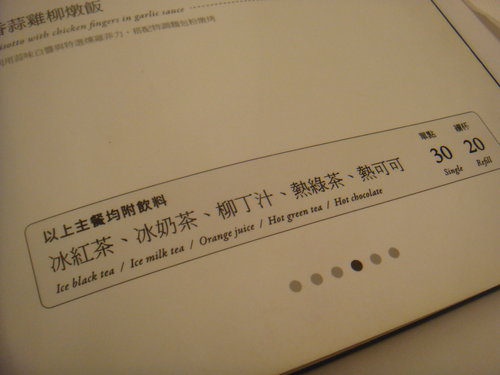 蒜雞柳燉飯
isotto with chicken fingers in garlic sauce
以上主餐均附飲料
單點 續杯
冰紅茶、冰奶茶、柳丁汁、熱綠茶、熱可可 30 20
Single Refill
Ice black tea / Ice milk tea / Orange juice / Hot green tea / Hot chocolate